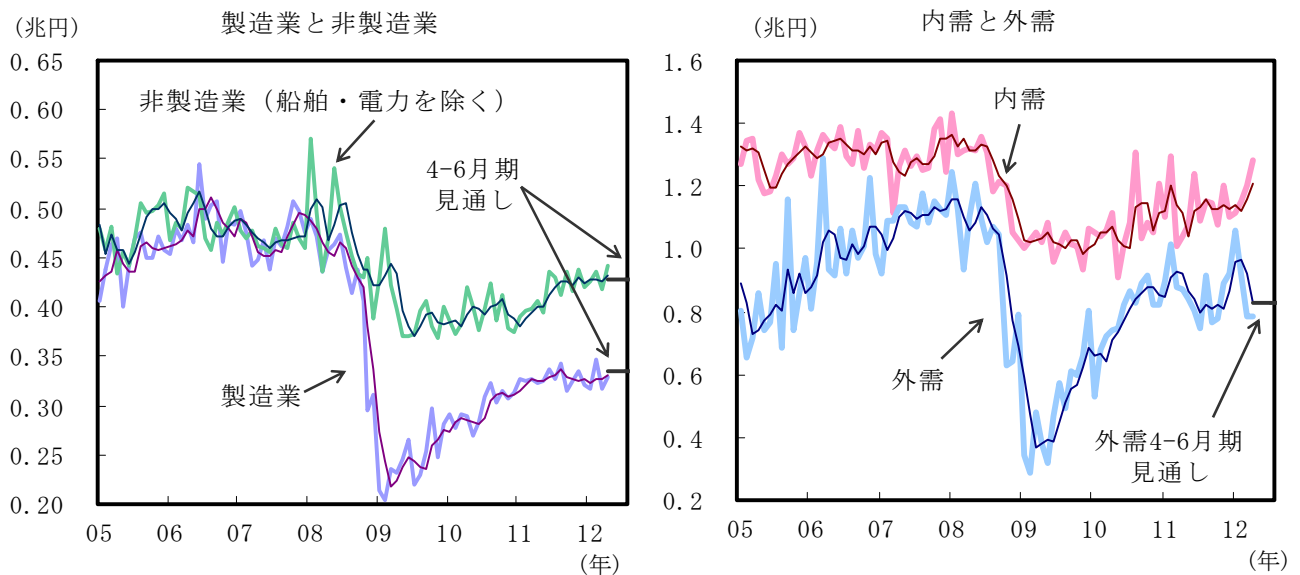 製造業と非製造業
(兆円)
0.65
0.60
0.55
0.50
0.45
0.40
0.35
0.30
0.25
0.20
非製造業（船舶・電力を除く）
4-6月期
見通し
製造業
05 06 07 08 09 10 11 12
(年)
内需と外需
(兆円)
1.6
1.4
1.2
1.0
0.8
0.6
0.4
0.2
内需
外需
外需4-6月期
見通し
05 06 07 08 09 10 11 12
(年)